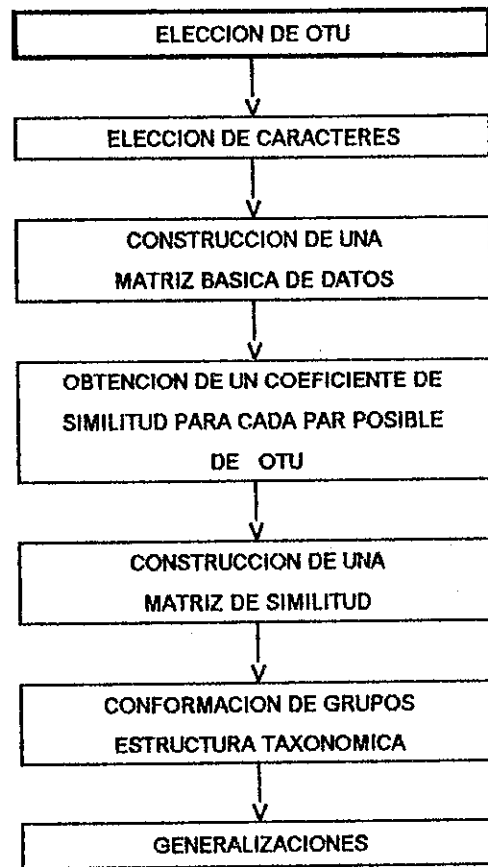 ELECCION DE OTU
ELECCION DE CARACTERES
CONSTRUCCION DE UNA
MATRIZ BASICA DE DATOS
OBTENCION DE UN COEFICIENTE DE
SIMILITUD PARA CADA PAR POSIBLE
DE OTU
CONSTRUCCION DE UNA
MATRIZ DE SIMILITUD
CONFORMACION DE GRUPOS
ESTRUCTURA TAXONOMICA
GENERALIZACIONES